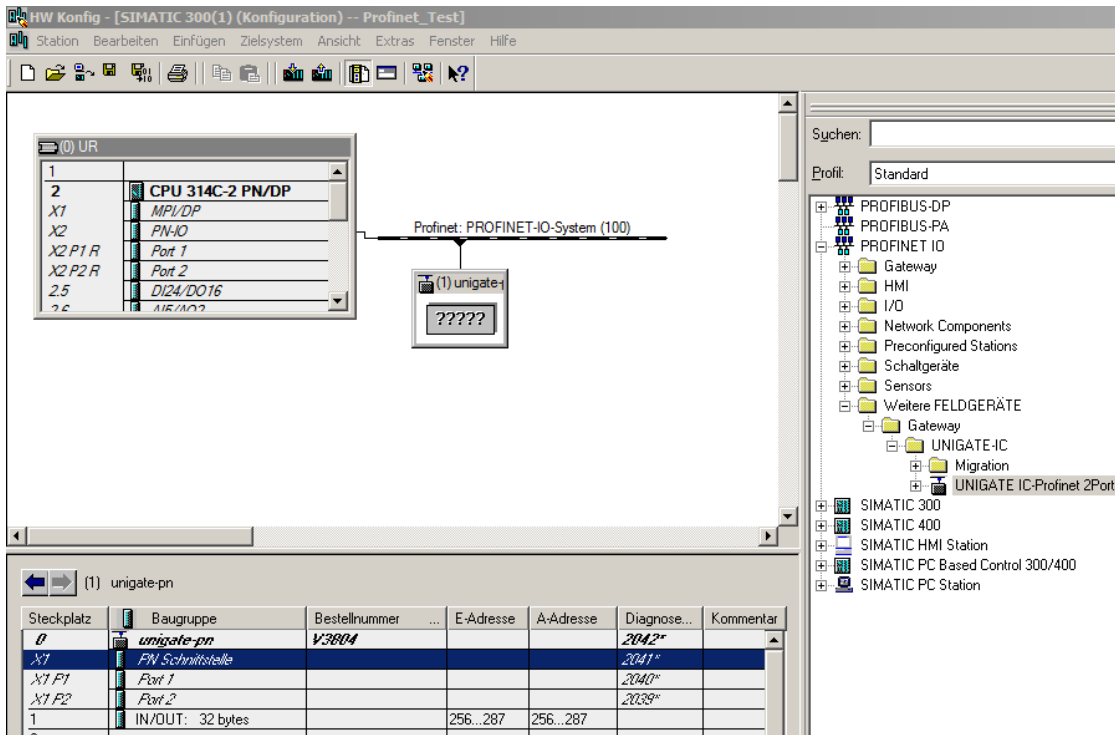 HW Konfig - [SIMATIC 300(1) (Konfiguration) -- Profinet_Test]
Station Bearbeiten Einfügen Zielsystem Ansicht Extras Fenster Hilfe
(0) UR
1
2 CPU 314C-2 PN/DP
X1 MPI/DP
X2 PN-IO
X2 P1 R Port 1
X2 P2 R Port 2
2.5 DI24/DO16
2.6 AI5/AO2
Profinet: PROFINET-IO-System (100)
(1) unigate-
?????
Suchen:
Profil: Standard
PROFIBUS-DP
PROFIBUS-PA
PROFINET IO
Gateway
HMI
I/O
Network Components
Preconfigured Stations
Schaltgeräte
Sensors
Weitere FELDGERÄTE
Gateway
UNIGATE-IC
Migration
UNIGATE IC-Profinet 2Port
SIMATIC 300
SIMATIC 400
SIMATIC HMI Station
SIMATIC PC Based Control 300/400
SIMATIC PC Station
(1) unigate-pn
Steckplatz Baugruppe Bestellnummer ... E-Adresse A-Adresse Diagnose... Kommentar
0 unigate-pn V3804 2042*
X1 PN Schnittstelle 2041*
X1 P1 Port 1 2040*
X1 P2 Port 2 2039*
1 IN/OUT: 32 bytes 256...287 256...287